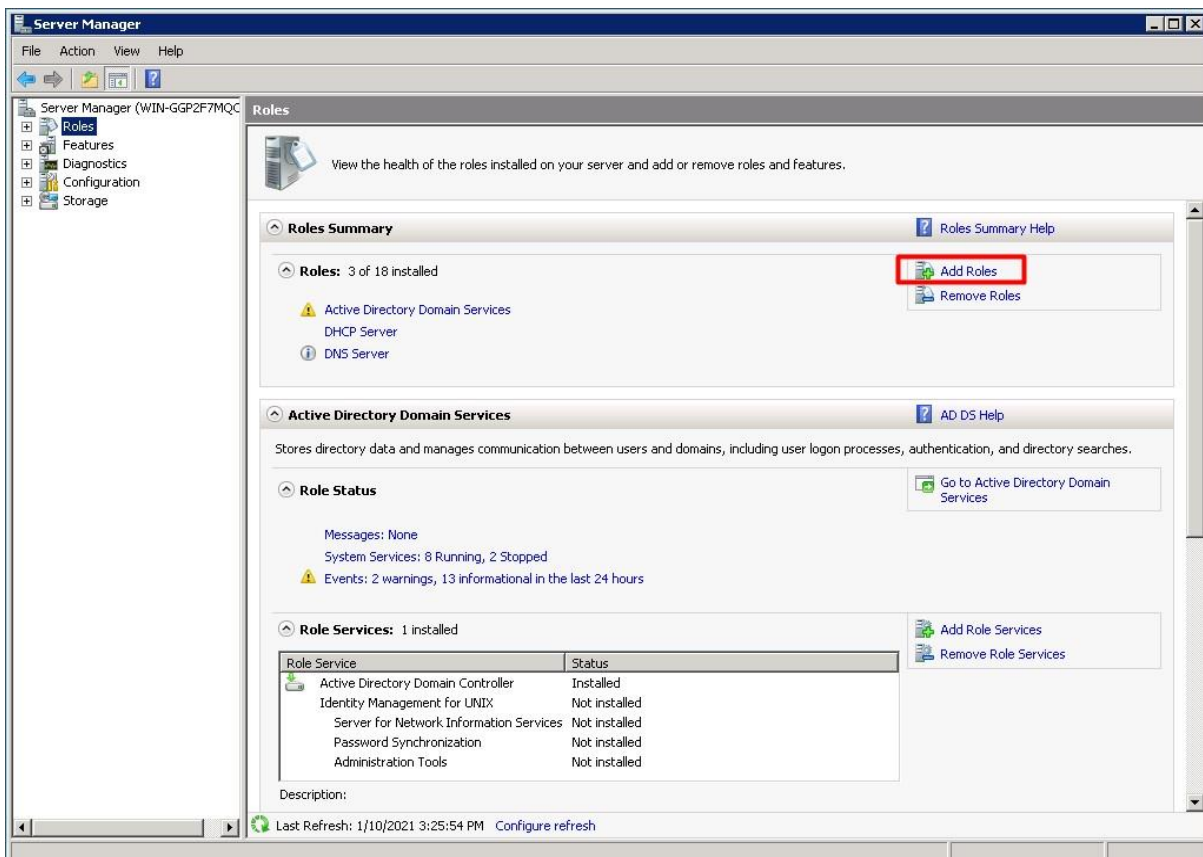 Server Manager
File Action View Help
Server Manager (WIN-GGP2F7MQC
Roles
Features
Diagnostics
Configuration
Storage
Roles
View the health of the roles installed on your server and add or remove roles and features.
Roles Summary
Roles Summary Help
Roles: 3 of 18 installed
Add Roles
Remove Roles
Active Directory Domain Services
DHCP Server
DNS Server
Active Directory Domain Services
AD DS Help
Stores directory data and manages communication between users and domains, including user logon processes, authentication, and directory searches.
Role Status
Go to Active Directory Domain
Services
Messages: None
System Services: 8 Running, 2 Stopped
Events: 2 warnings, 13 informational in the last 24 hours
Role Services: 1 installed
Add Role Services
Remove Role Services
Role Service Status
Active Directory Domain Controller Installed
Identity Management for UNIX Not installed
Server for Network Information Services Not installed
Password Synchronization Not installed
Administration Tools Not installed
Description:
Last Refresh: 1/10/2021 3:25:54 PM Configure refresh